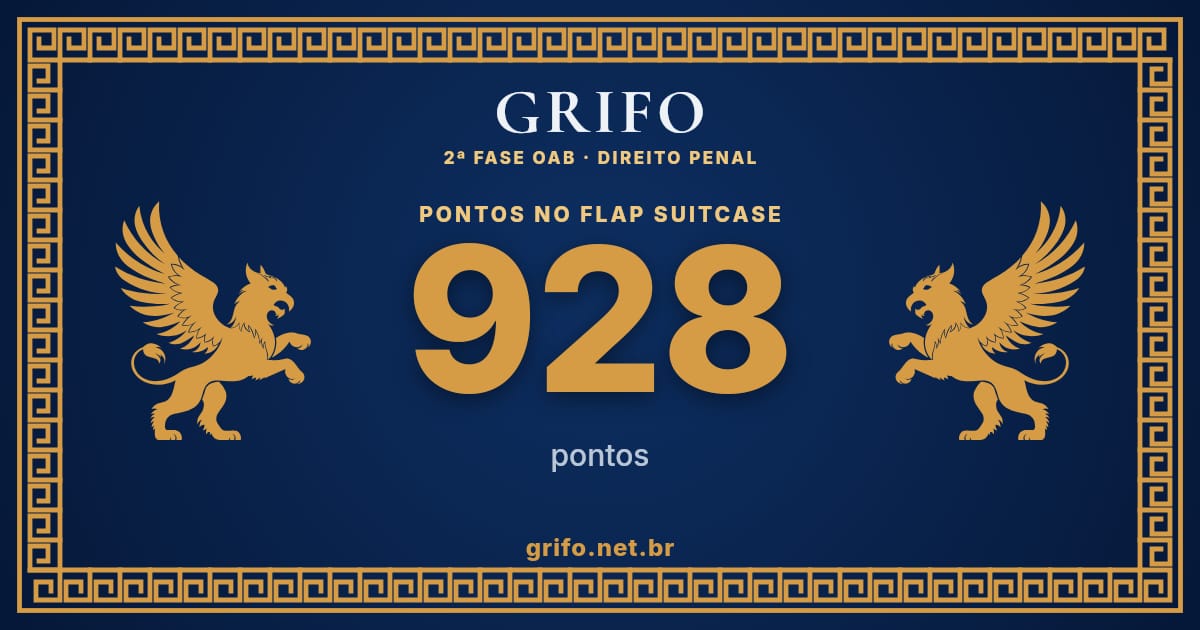 GRIFO
2ª FASE OAB · DIREITO PENAL
PONTOS NO FLAP SUITCASE
928
pontos
grifo.net.br